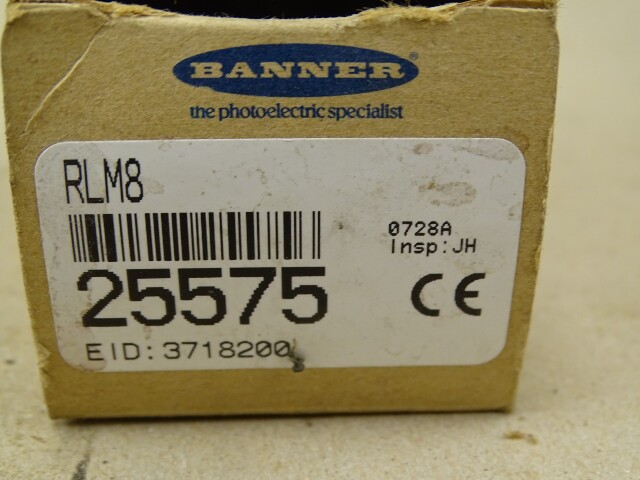 BANNER
the photoelectric specialist
RLM8
0728A
Insp:JH
25575
CE
EID:3718200